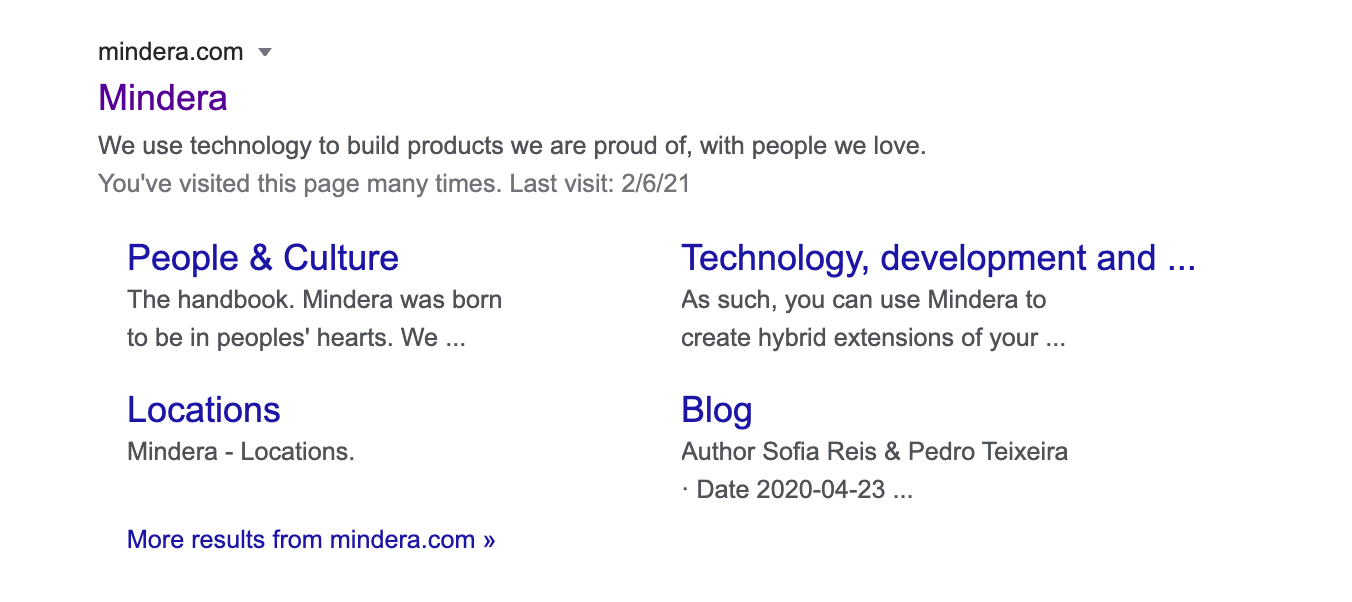 mindera.com
Mindera
We use technology to build products we are proud of, with people we love.
You've visited this page many times. Last visit: 2/6/21
People & Culture
The handbook. Mindera was born
to be in peoples' hearts. We ...
Technology, development and ...
As such, you can use Mindera to
create hybrid extensions of your ...
Locations
Mindera - Locations.
Blog
Author Sofia Reis & Pedro Teixeira
· Date 2020-04-23 ...
More results from mindera.com »